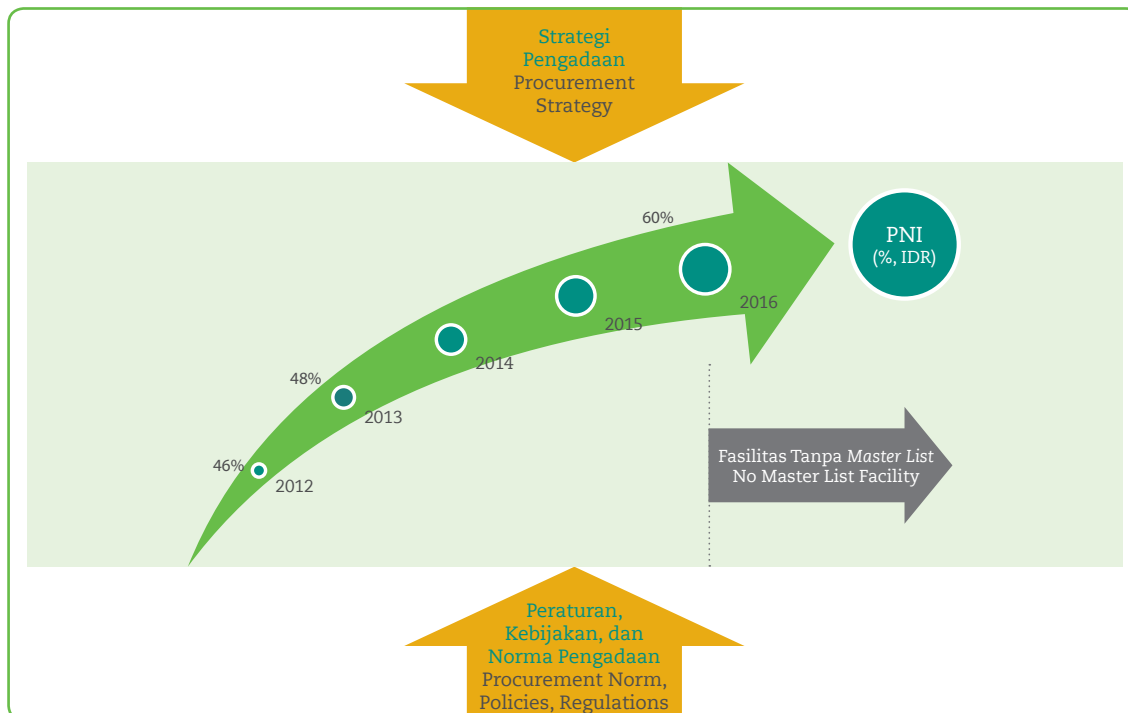 Strategi
Pengadaan
Procurement
Strategy
60%
PNI
(%, IDR)
2016
2015
2014
48%
2013
46%
2012
Fasilitas Tanpa Master List
No Master List Facility
Peraturan,
Kebijakan, dan
Norma Pengadaan
Procurement Norm,
Policies, Regulations